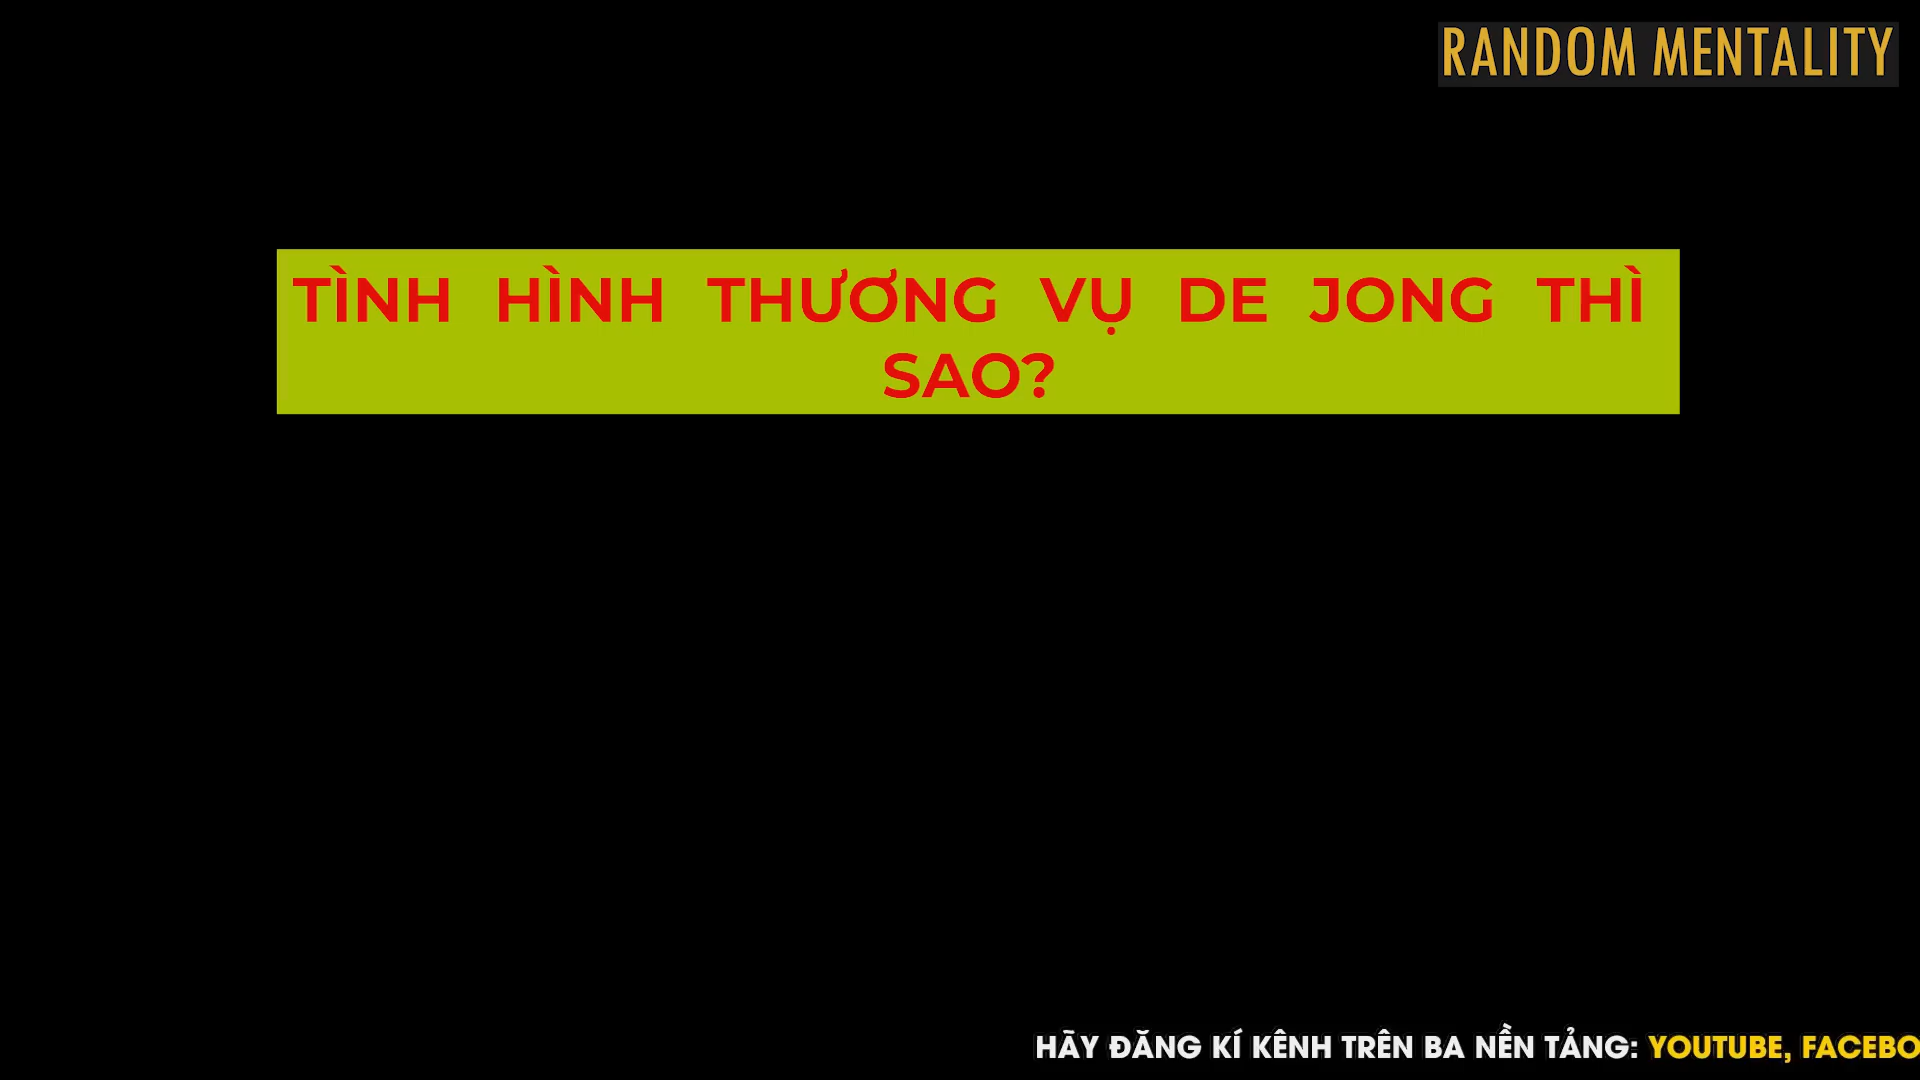 RANDOM MENTALITY
TÌNH HÌNH THƯƠNG VỤ DE JONG THÌ
SAO?
HÃY ĐĂNG KÍ KÊNH TRÊN BA NỀN TẢNG: YOUTUBE, FACEBO